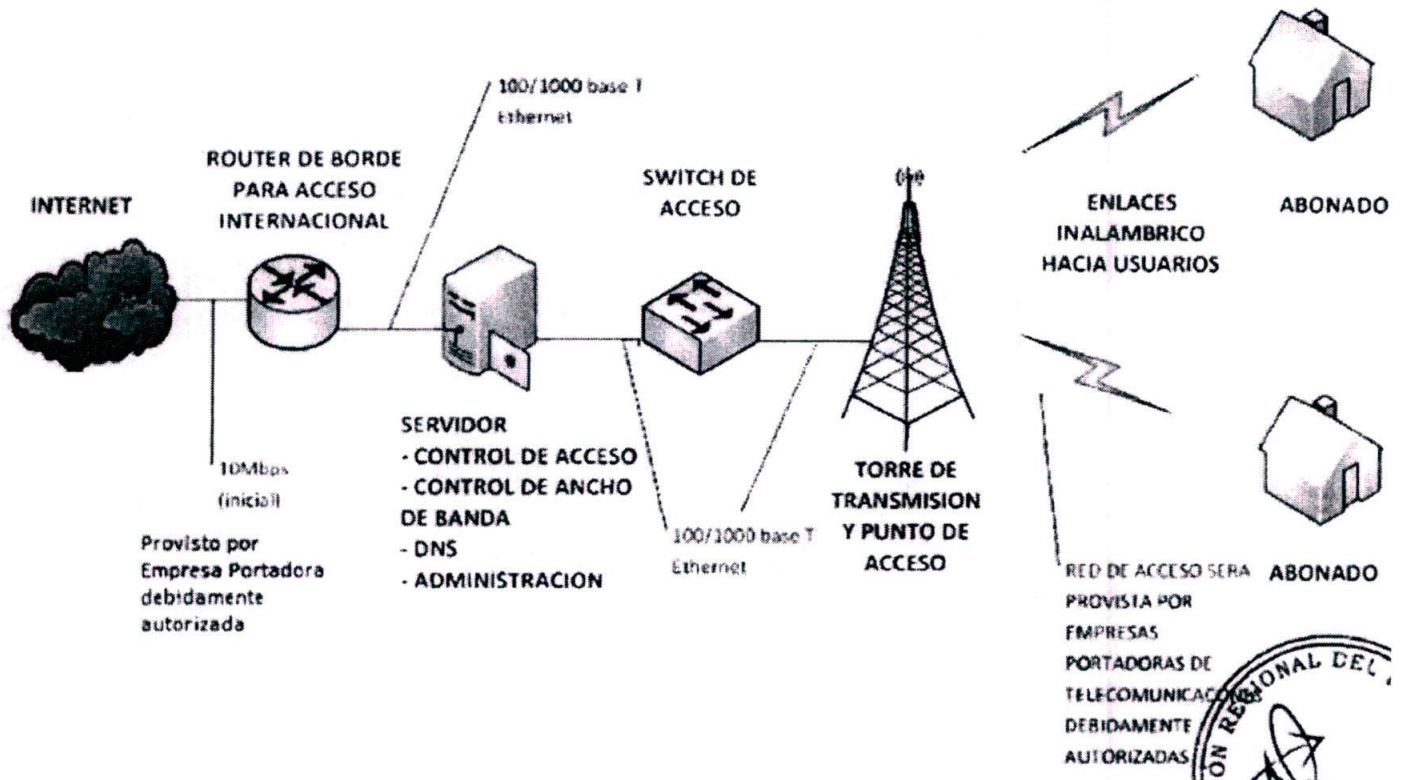 100/1000 base T
Ethernet
ROUTER DE BORDE
PARA ACCESO
INTERNACIONAL
INTERNET
SWITCH DE
ACCESO
ENLACES
INALAMBRICO
HACIA USUARIOS
ABONADO
10Mbps
(inicial)
Provisto por
Empresa Portadora
debidamente
autorizada
SERVIDOR
- CONTROL DE ACCESO
- CONTROL DE ANCHO
DE BANDA
- DNS
- ADMINISTRACION
100/1000 base T
Ethernet
TORRE DE
TRANSMISION
Y PUNTO DE
ACCESO
RED DE ACCESO SERA
PROVISTA POR
EMPRESAS
PORTADORAS DE
TELECOMUNICACONES
DEBIDAMENTE
AUTORIZADAS
ABONADO
REGIONAL DEL